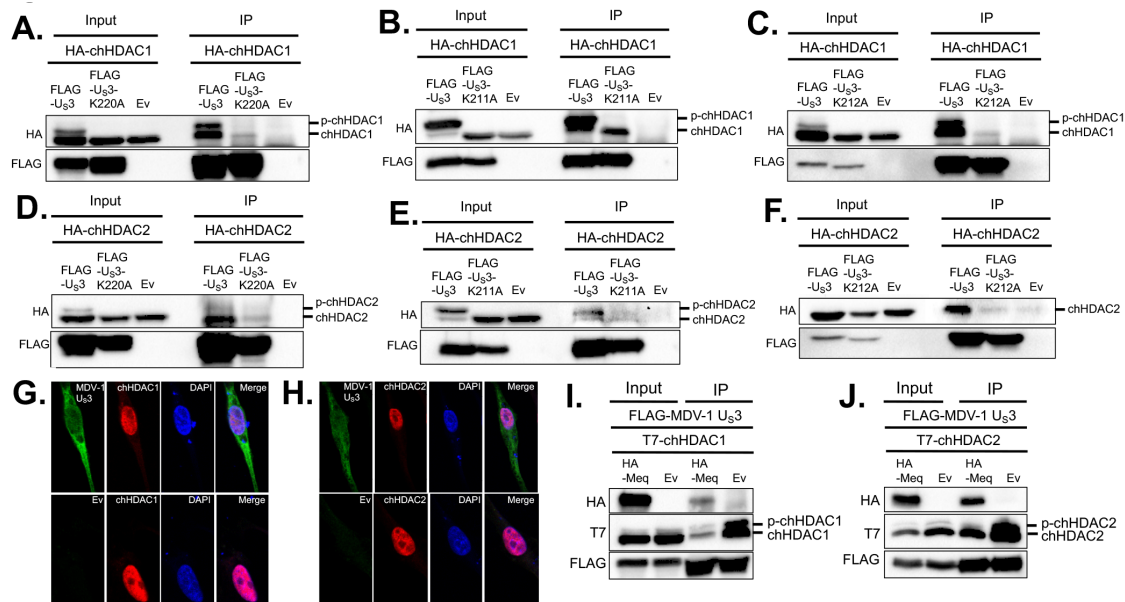 A.
Input IP
HA-chHDAC1
HA-chHDAC1
FLAG
-US3
FLAG
-US3-
K220A
Ev
FLAG
-US3
FLAG
-US3-
K220A
Ev
HA
p-chHDAC1
chHDAC1
FLAG
B.
Input IP
HA-chHDAC1
HA-chHDAC1
FLAG
-US3
FLAG
-US3-
K211A
Ev
FLAG
-US3
FLAG
-US3-
K211A
Ev
HA
p-chHDAC1
chHDAC1
FLAG
C.
Input IP
HA-chHDAC1
HA-chHDAC1
FLAG
-US3
FLAG
-US3-
K212A
Ev
FLAG
-US3
FLAG
-US3-
K212A
Ev
HA
p-chHDAC1
chHDAC1
FLAG
D.
Input IP
HA-chHDAC2
HA-chHDAC2
FLAG
-US3
FLAG
-US3-
K220A
Ev
FLAG
-US3
FLAG
-US3-
K220A
Ev
HA
p-chHDAC2
chHDAC2
FLAG
E.
Input IP
HA-chHDAC2
HA-chHDAC2
FLAG
-US3
FLAG
-US3-
K211A
Ev
FLAG
-US3
FLAG
-US3-
K211A
Ev
HA
p-chHDAC2
chHDAC2
FLAG
F.
Input IP
HA-chHDAC2
HA-chHDAC2
FLAG
-US3
FLAG
-US3-
K212A
Ev
FLAG
-US3
FLAG
-US3-
K212A
Ev
HA
chHDAC2
FLAG
G.
MDV-1
US3
chHDAC1
DAPI
Merge
Ev
chHDAC1
DAPI
Merge
H.
MDV-1
US3
chHDAC2
DAPI
Merge
Ev
chHDAC2
DAPI
Merge
I.
Input IP
FLAG-MDV-1 US3
T7-chHDAC1
HA
-Meq
Ev
HA
-Meq
Ev
HA
T7
p-chHDAC1
chHDAC1
FLAG
J.
Input IP
FLAG-MDV-1 US3
T7-chHDAC2
HA
-Meq
Ev
HA
-Meq
Ev
HA
T7
p-chHDAC2
chHDAC2
FLAG